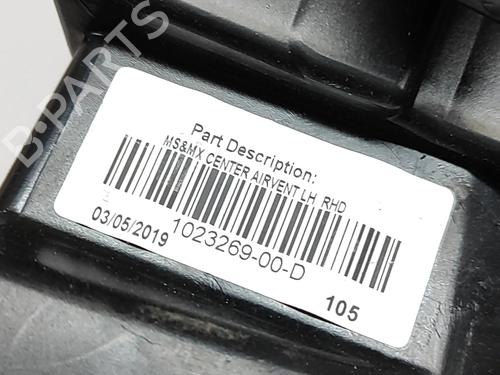 B-PARTS
Part Description:
MS&MX CENTER AIRVENT LH RHD
03/05/2019
1023269-00-D
105